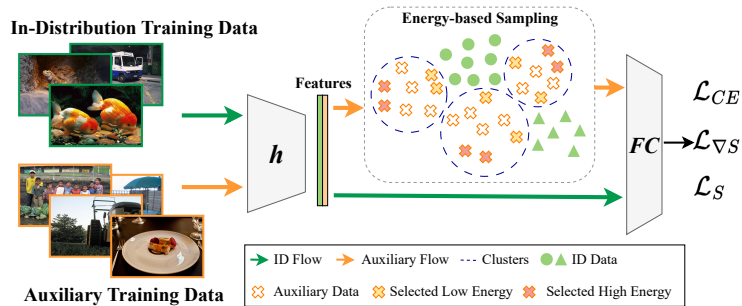 Energy-based Sampling
In-Distribution Training Data
Features
h
FC
ℒ_CE
ℒ_∇S
ℒ_S
Auxiliary Training Data
ID Flow
Auxiliary Flow
Clusters
ID Data
Auxiliary Data
Selected Low Energy
Selected High Energy